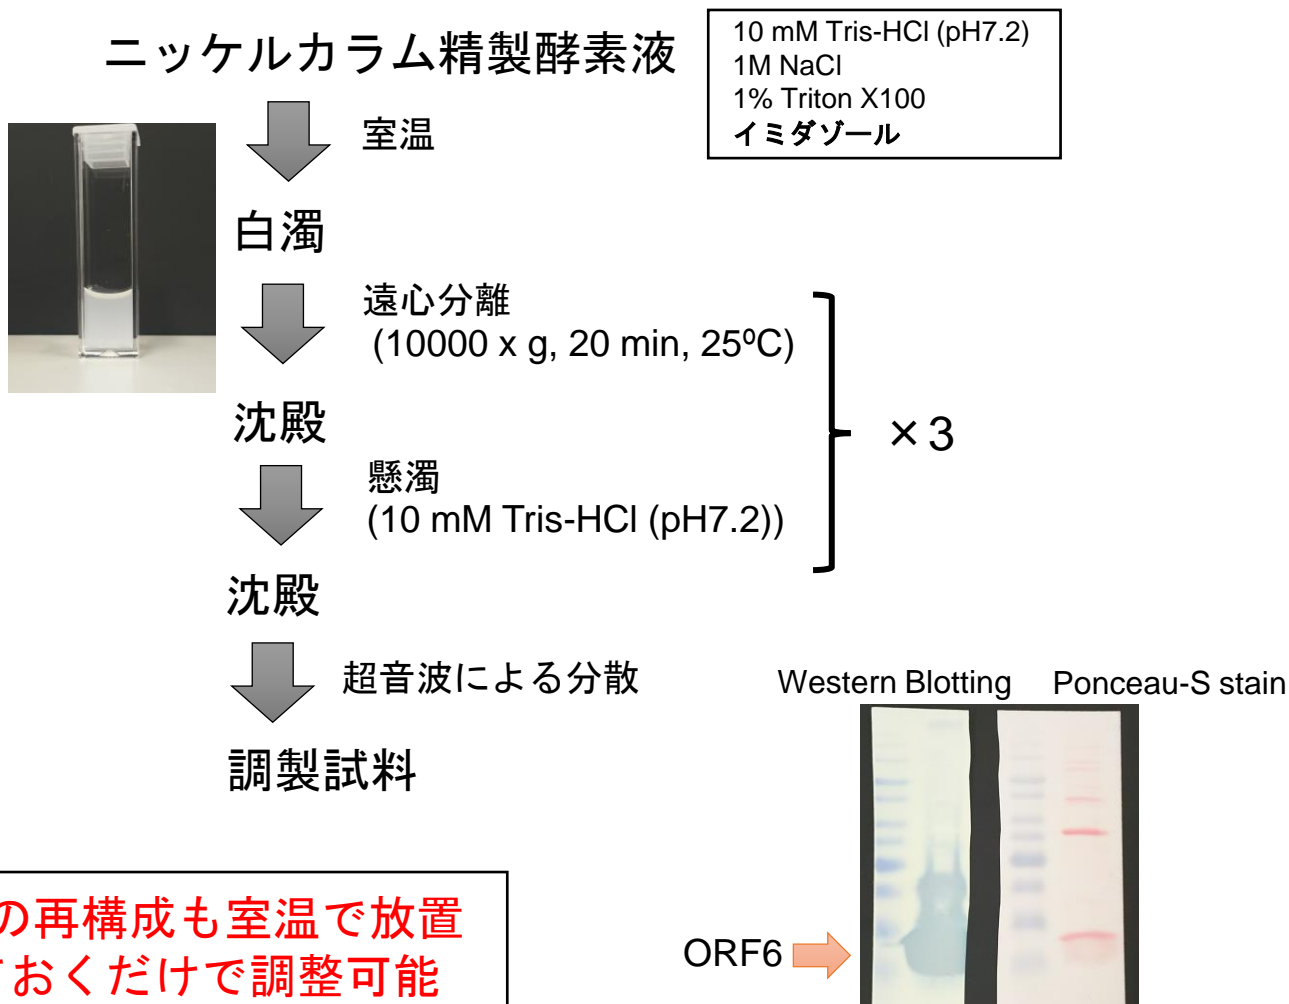 ニッケルカラム精製酵素液
10 mM Tris-HCl (pH7.2)
1M NaCl
1% Triton X100
イミダゾール
室温
白濁
遠心分離
(10000 x g, 20 min, 25⁰C)
沈殿
×3
懸濁
(10 mM Tris-HCl (pH7.2))
沈殿
超音波による分散
調製試料
Western Blotting
Ponceau-S stain
ORF6
の再構成も室温で放置
ておくだけで調整可能